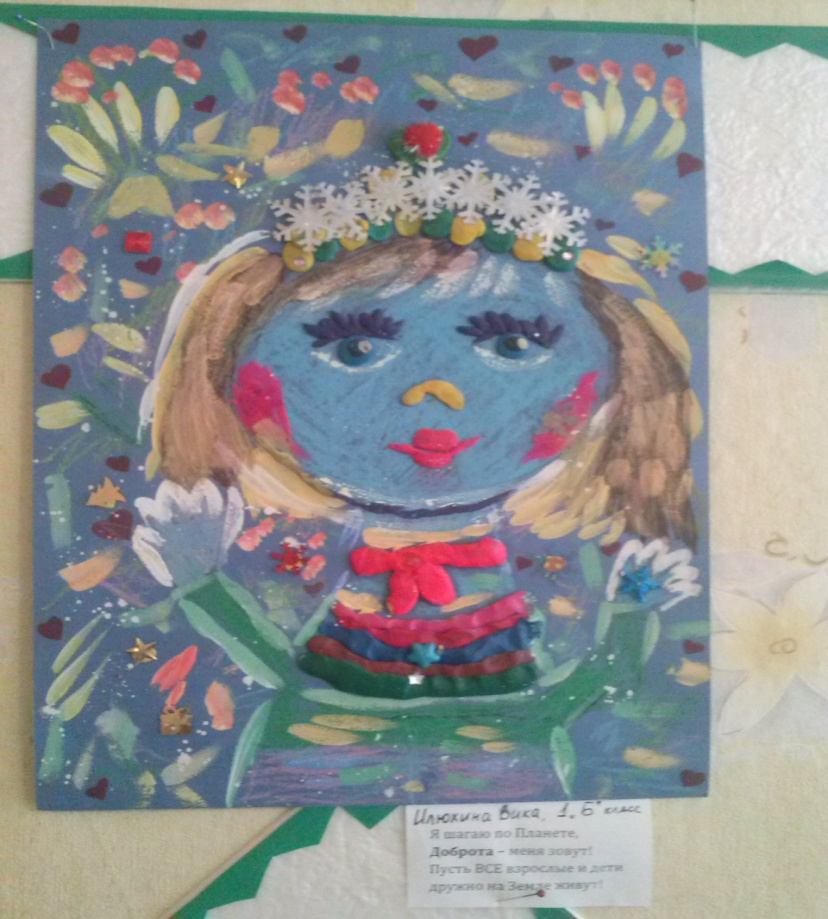 Илюхина Вика, 1 "Б" класс
Я шагаю по Планете,
Доброта – меня зовут!
Пусть ВСЕ взрослые и дети
дружно на Земле живут!